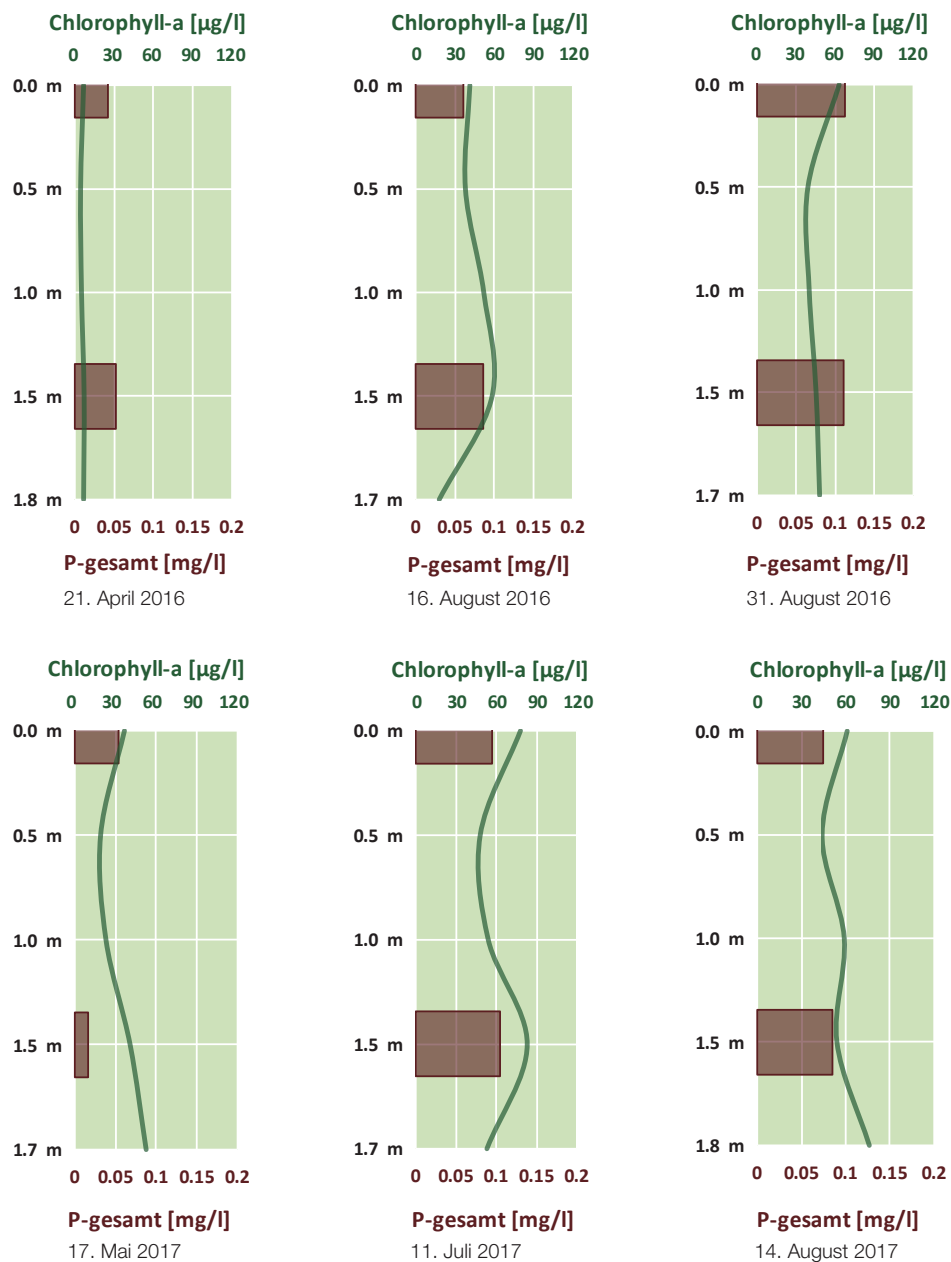 Chlorophyll-a [µg/l]
0 30 60 90 120
0.0 m
0.5 m
1.0 m
1.5 m
1.8 m
0 0.05 0.1 0.15 0.2
P-gesamt [mg/l]
21. April 2016
Chlorophyll-a [µg/l]
0 30 60 90 120
0.0 m
0.5 m
1.0 m
1.5 m
1.7 m
0 0.05 0.1 0.15 0.2
P-gesamt [mg/l]
16. August 2016
Chlorophyll-a [µg/l]
0 30 60 90 120
0.0 m
0.5 m
1.0 m
1.5 m
1.7 m
0 0.05 0.1 0.15 0.2
P-gesamt [mg/l]
31. August 2016
Chlorophyll-a [µg/l]
0 30 60 90 120
0.0 m
0.5 m
1.0 m
1.5 m
1.7 m
0 0.05 0.1 0.15 0.2
P-gesamt [mg/l]
17. Mai 2017
Chlorophyll-a [µg/l]
0 30 60 90 120
0.0 m
0.5 m
1.0 m
1.5 m
1.7 m
0 0.05 0.1 0.15 0.2
P-gesamt [mg/l]
11. Juli 2017
Chlorophyll-a [µg/l]
0 30 60 90 120
0.0 m
0.5 m
1.0 m
1.5 m
1.8 m
0 0.05 0.1 0.15 0.2
P-gesamt [mg/l]
14. August 2017